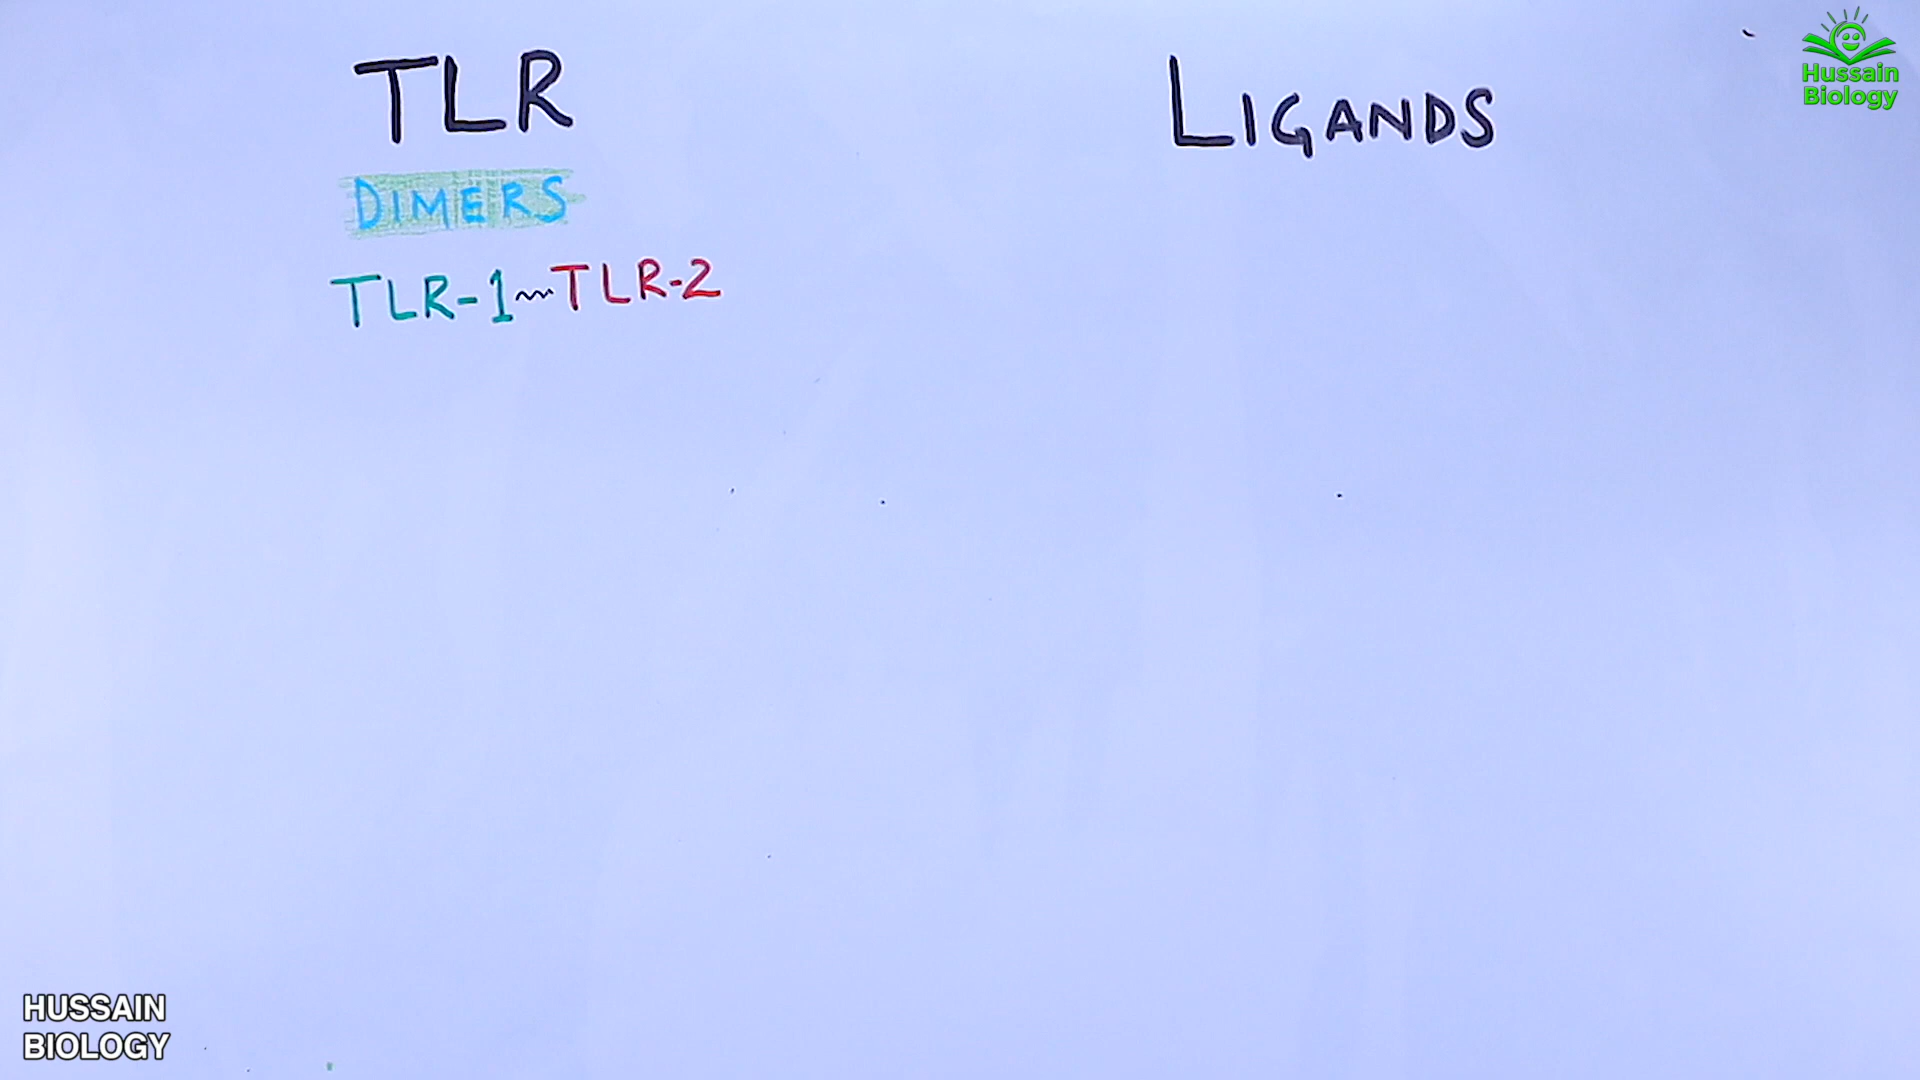 TLR
LIGANDS
DIMERS
TLR-1~TLR-2
Hussain
Biology
HUSSAIN
BIOLOGY